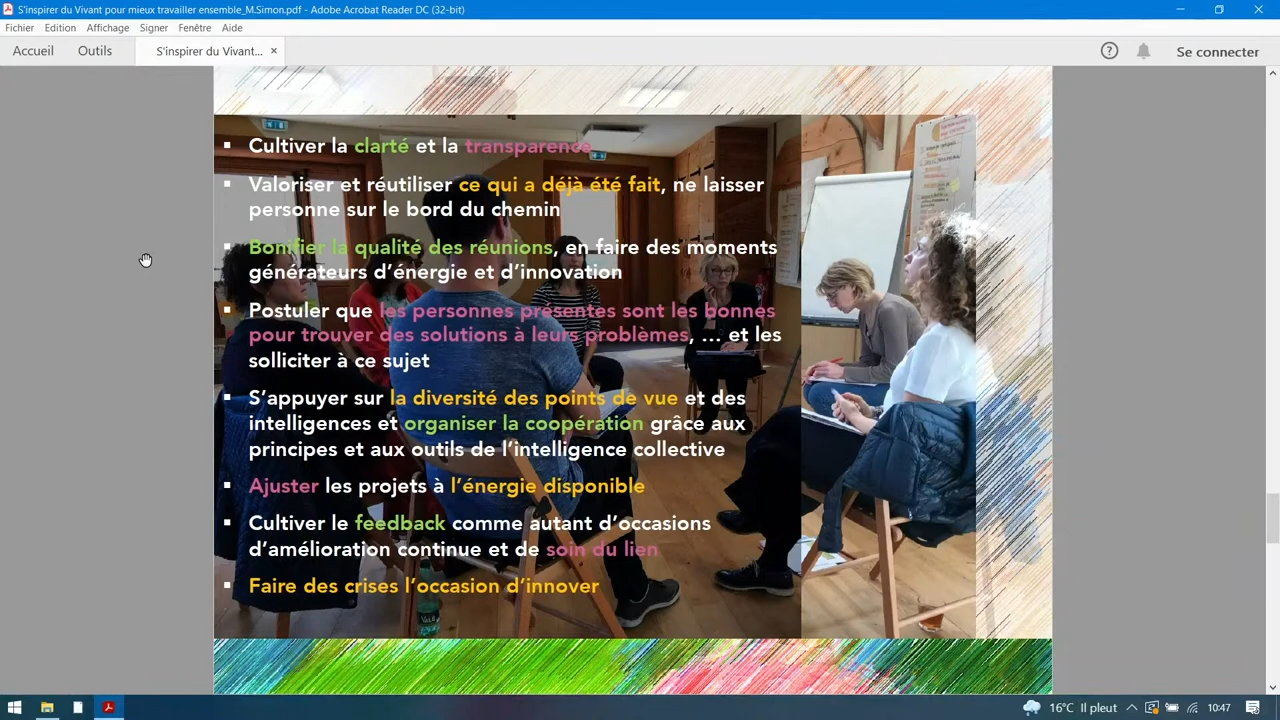 S'inspirer du Vivant pour mieux travailler ensemble_M.Simon.pdf - Adobe Acrobat Reader DC (32-bit)
Fichier Edition Affichage Signer Fenêtre Aide
Accueil Outils S'inspirer du Vivant... × ? Se connecter
▪ Cultiver la clarté et la transparence
▪ Valoriser et réutiliser ce qui a déjà été fait, ne laisser
personne sur le bord du chemin
▪ Bonifier la qualité des réunions, en faire des moments
générateurs d’énergie et d’innovation
▪ Postuler que les personnes présentes sont les bonnes
pour trouver des solutions à leurs problèmes, … et les
solliciter à ce sujet
▪ S’appuyer sur la diversité des points de vue et des
intelligences et organiser la coopération grâce aux
principes et aux outils de l’intelligence collective
▪ Ajuster les projets à l’énergie disponible
▪ Cultiver le feedback comme autant d’occasions
d’amélioration continue et de soin du lien
▪ Faire des crises l’occasion d’innover
16°C Il pleut 10:47